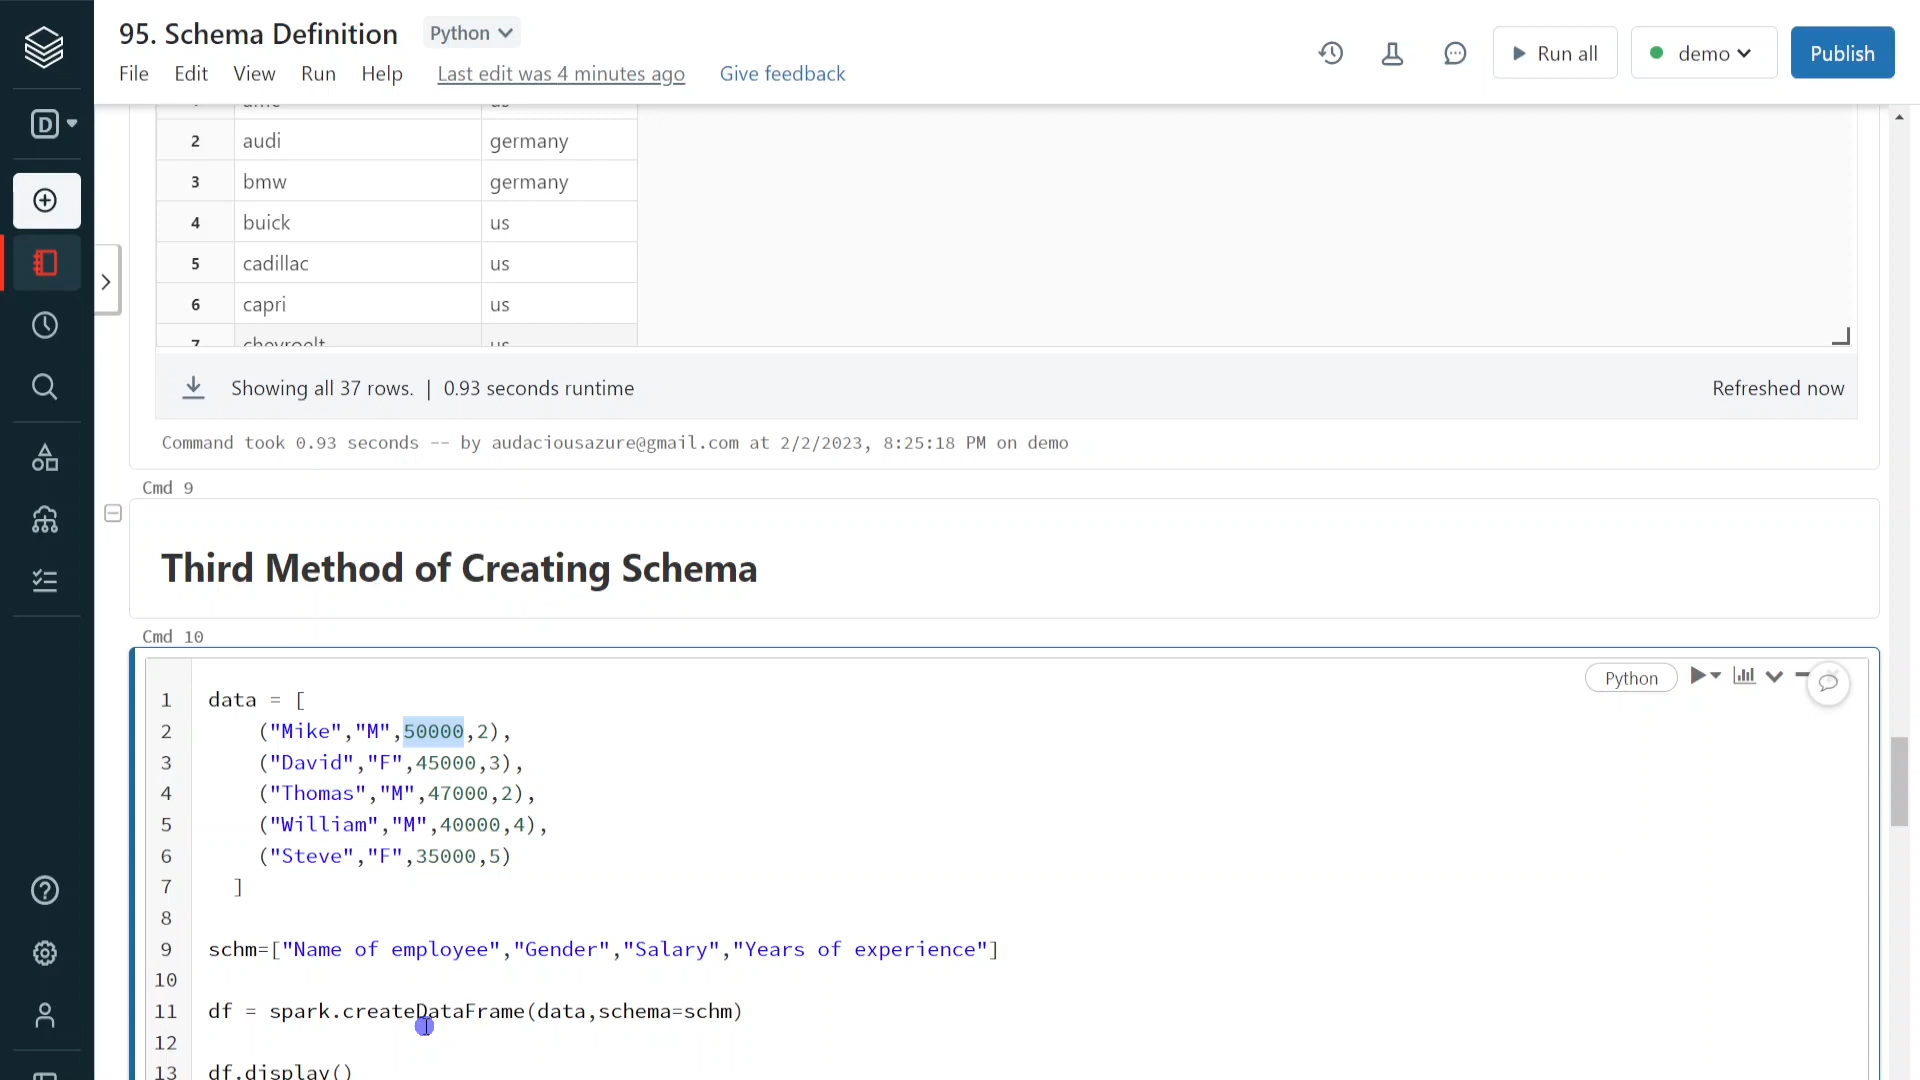 95. Schema Definition Python
File Edit View Run Help Last edit was 4 minutes ago Give feedback
Run all demo Publish
D
2 audi germany
3 bmw germany
4 buick us
5 cadillac us
6 capri us
7 chevroelt us
Showing all 37 rows. | 0.93 seconds runtime Refreshed now
Command took 0.93 seconds -- by audaciousazure@gmail.com at 2/2/2023, 8:25:18 PM on demo
Cmd 9
Third Method of Creating Schema
Cmd 10
Python
1 data = [
2 ("Mike","M",50000,2),
3 ("David","F",45000,3),
4 ("Thomas","M",47000,2),
5 ("William","M",40000,4),
6 ("Steve","F",35000,5)
7 ]
8
9 schm=["Name of employee","Gender","Salary","Years of experience"]
10
11 df = spark.createDataFrame(data,schema=schm)
12
13 df.display()